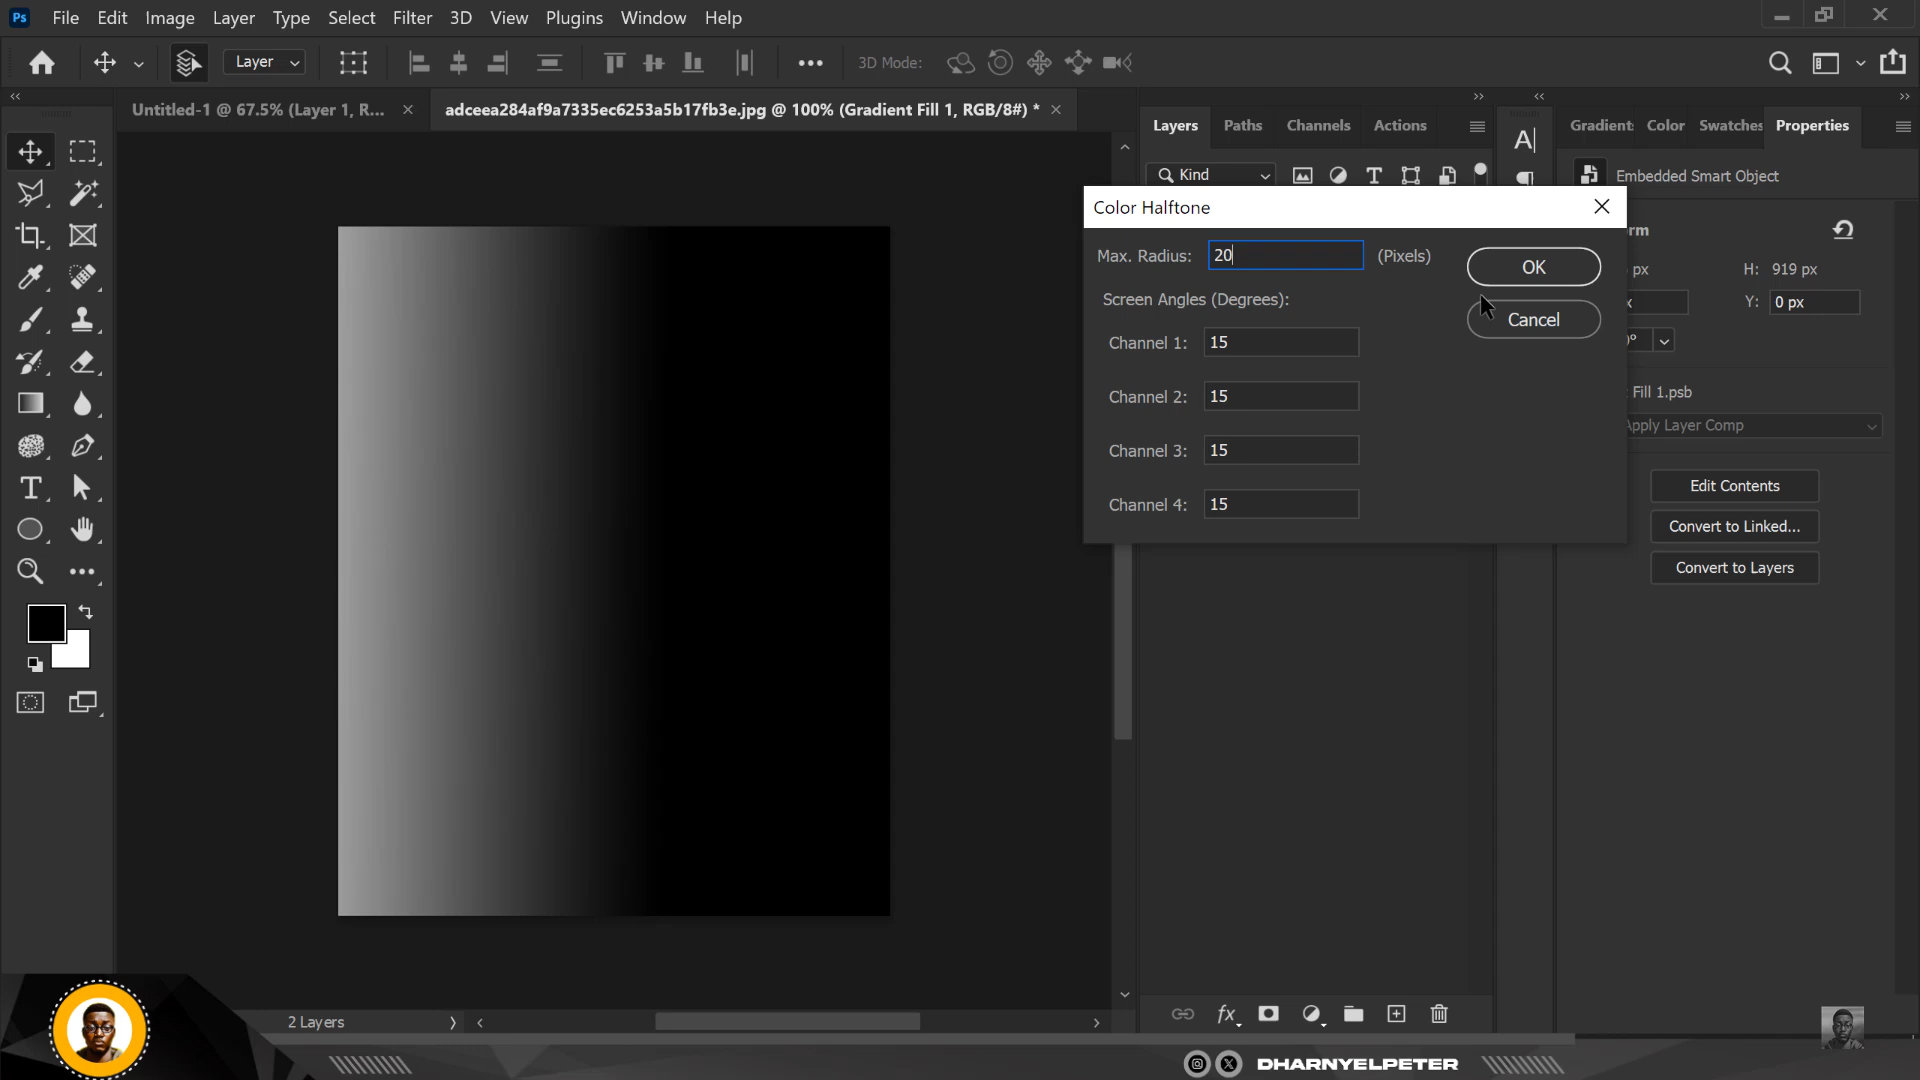 Ps File Edit Image Layer Type Select Filter 3D View Plugins Window Help
Layer 3D Mode:
Untitled-1 @ 67.5% (Layer 1, R...
adceea284af9a7335ec6253a5b17fb3e.jpg @ 100% (Gradient Fill 1, RGB/8#) *
Layers Paths Channels Actions
Gradient Color Swatches Properties
Kind
Embedded Smart Object
Color Halftone
Max. Radius: 20 (Pixels)
OK
Screen Angles (Degrees):
Cancel
Channel 1: 15
Channel 2: 15
Channel 3: 15
Channel 4: 15
rm
px H: 919 px
Y: 0 px
Fill 1.psb
Apply Layer Comp
Edit Contents
Convert to Linked...
Convert to Layers
2 Layers
fx
DHARNYELPETER